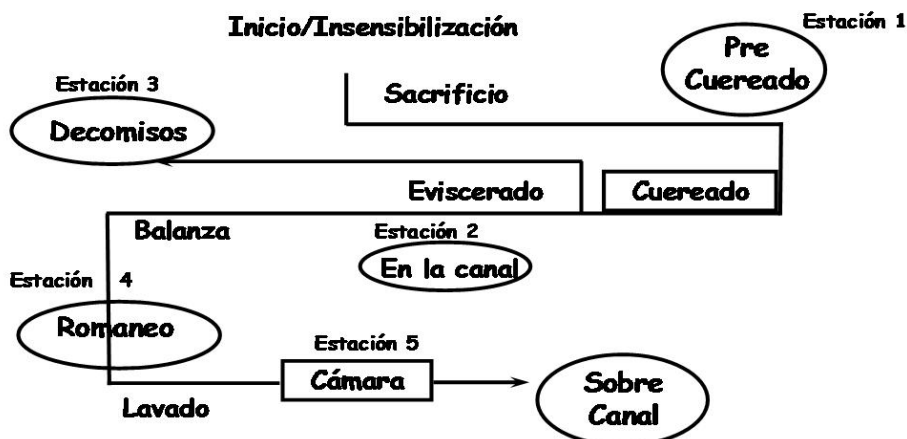 Inicio/Insensibilización
Estación 1
Pre
Cuereado
Sacrificio
Estación 3
Decomisos
Eviscerado
Cuereado
Balanza
Estación 2
En la canal
Estación 4
Romaneo
Estación 5
Cámara
Lavado
Sobre
Canal